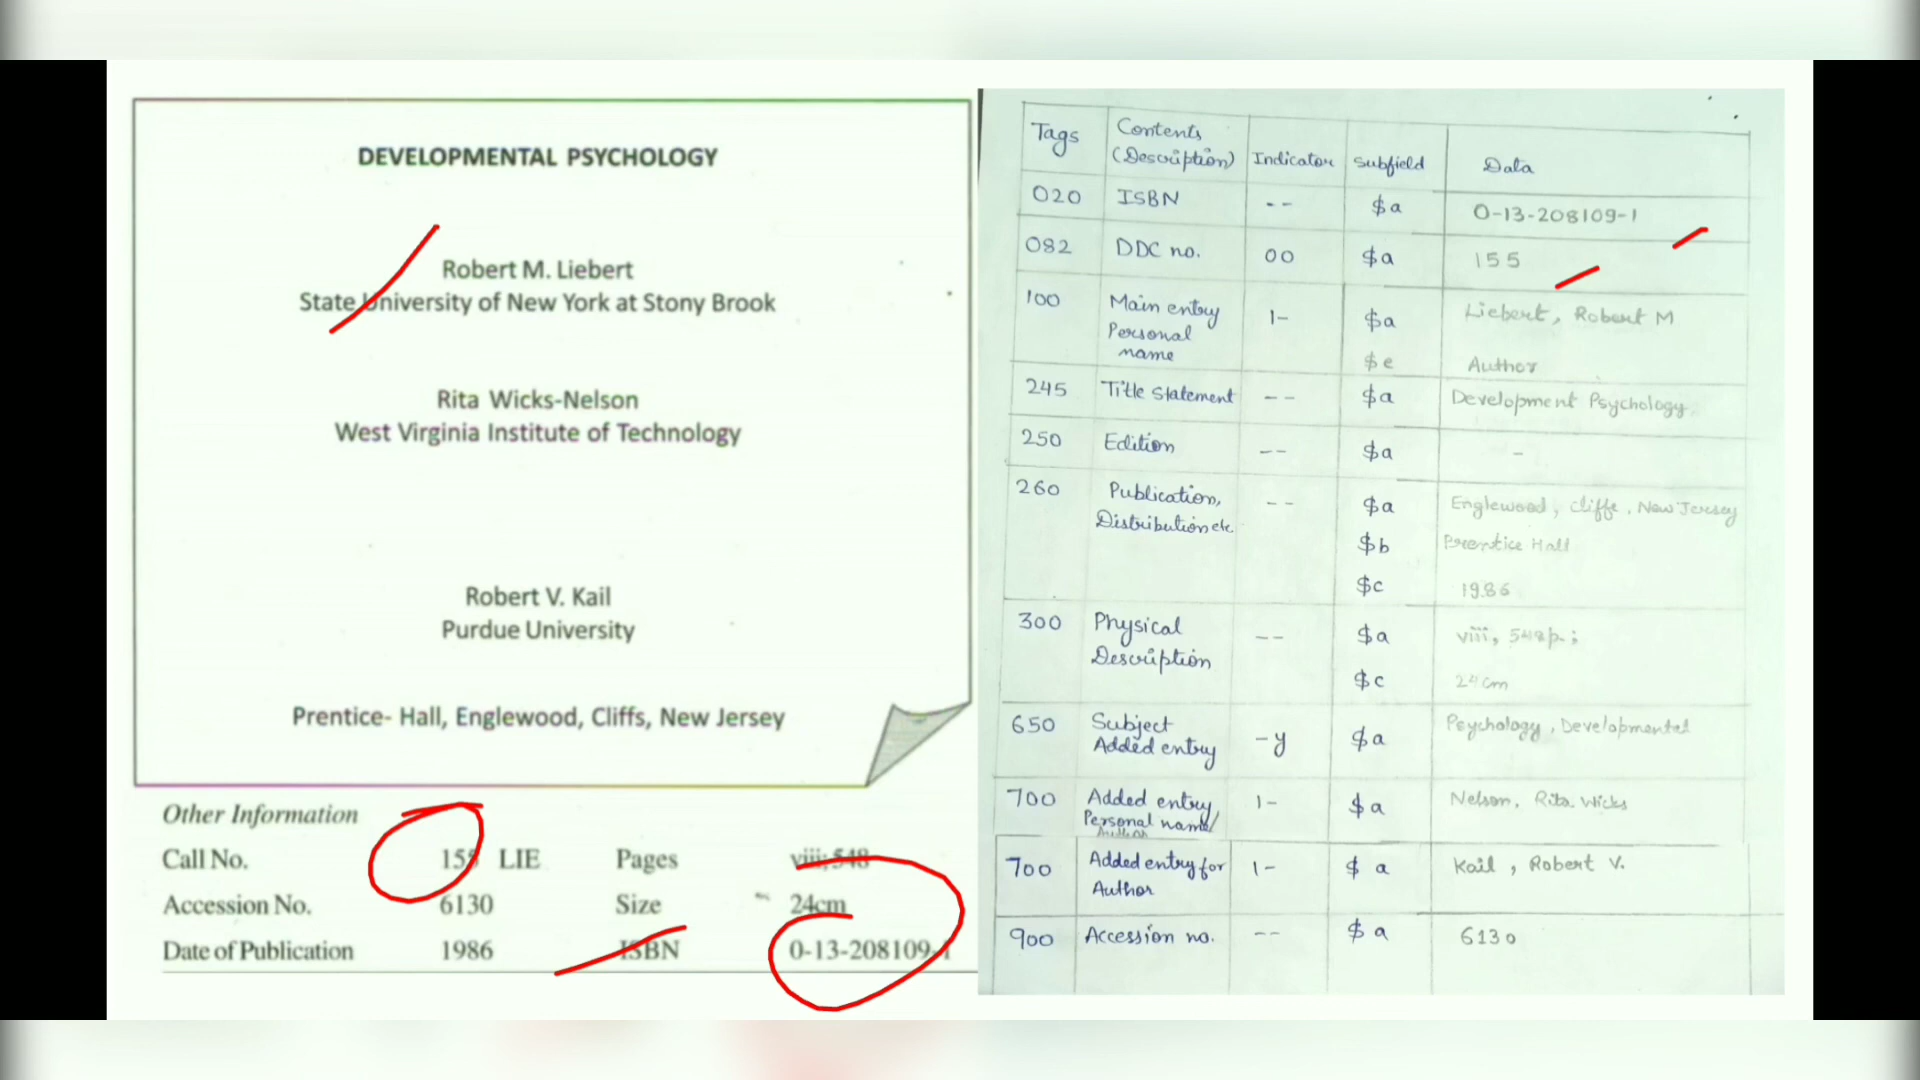 DEVELOPMENTAL PSYCHOLOGY
Robert M. Liebert
State University of New York at Stony Brook
Rita Wicks-Nelson
West Virginia Institute of Technology
Robert V. Kail
Purdue University
Prentice- Hall, Englewood, Cliffs, New Jersey
Other Information
Call No. 155 LIE Pages viii; 548
Accession No. 6130 Size 24cm
Date of Publication 1986 ISBN 0-13-208109-1
Tags Contents (Description) Indicator Subfield Data
020 ISBN -- $a 0-13-208109-1
082 DDC no. 00 $a 155
100 Main entry Personal name 1- $a Liebert, Robert M
$e Author
245 Title Statement -- $a Development Psychology
250 Edition -- $a -
260 Publication, Distribution etc -- $a Englewood, Cliffe, New Jersey
$b Prentice Hall
$c 1986
300 Physical Description -- $a viii, 548p.;
$c 24cm
650 Subject Added entry -y $a Psychology, Developmental
700 Added entry Personal name/ 1- $a Nelson, Rita Wicks
700 Added entry for Author 1- $a Kail, Robert V.
900 Accession no. -- $a 6130